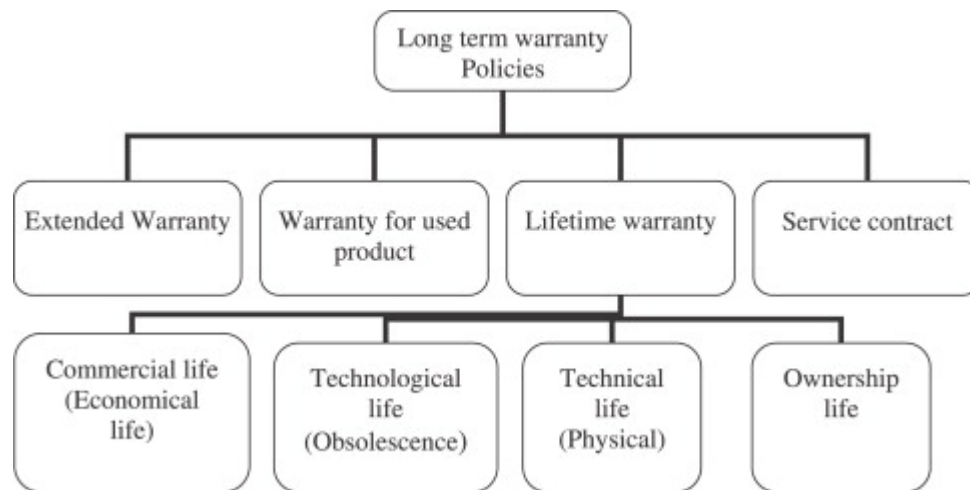 Long term warranty
Policies
Extended Warranty
Warranty for used
product
Lifetime warranty
Service contract
Commercial life
(Economical
life)
Technological
life
(Obsolescence)
Technical
life
(Physical)
Ownership
life